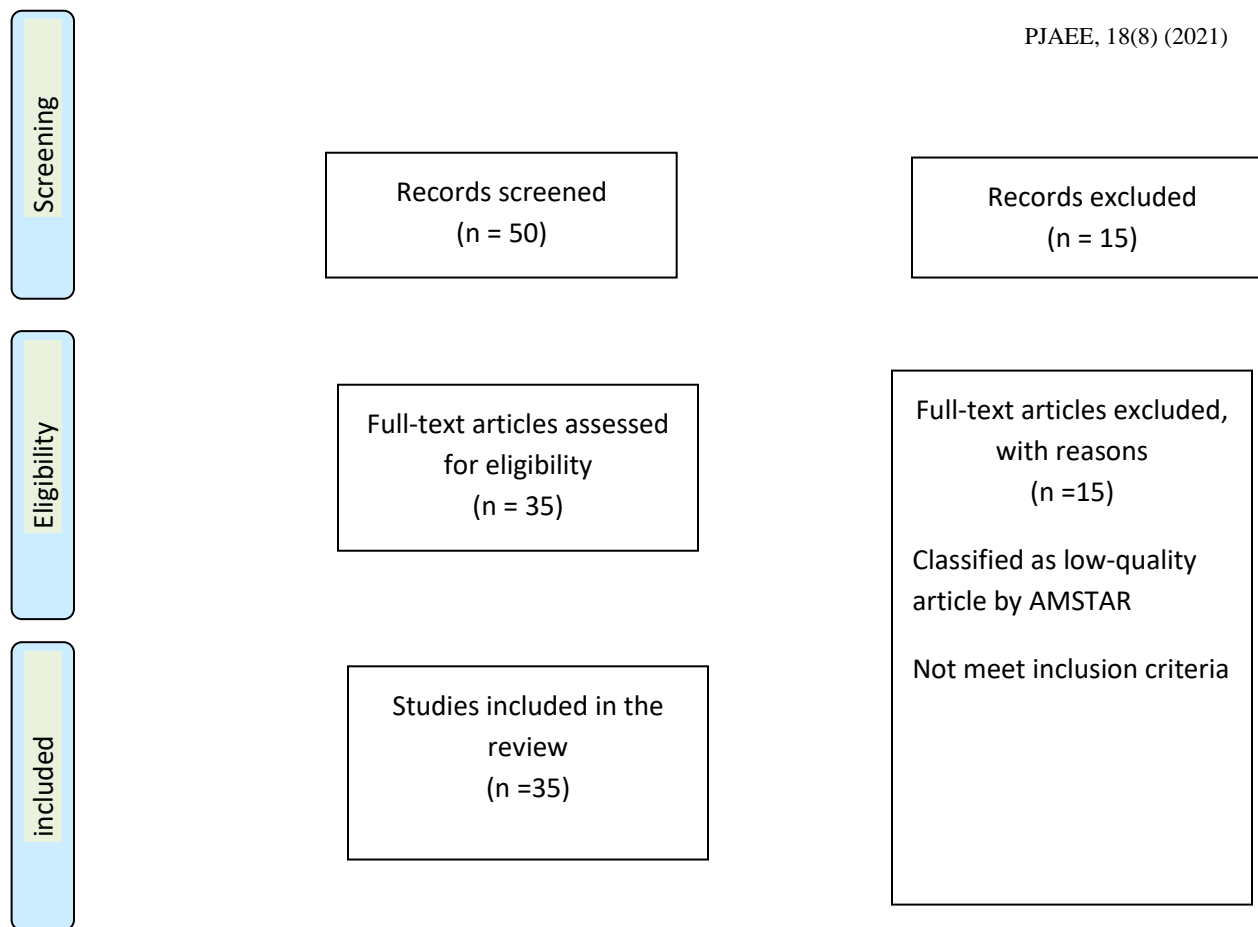 PJAEE, 18(8) (2021)
Screening
Records screened
(n = 50)
Records excluded
(n = 15)
Eligibility
Full-text articles assessed
for eligibility
(n = 35)
Full-text articles excluded,
with reasons
(n =15)
Classified as low-quality
article by AMSTAR
Not meet inclusion criteria
included
Studies included in the
review
(n =35)